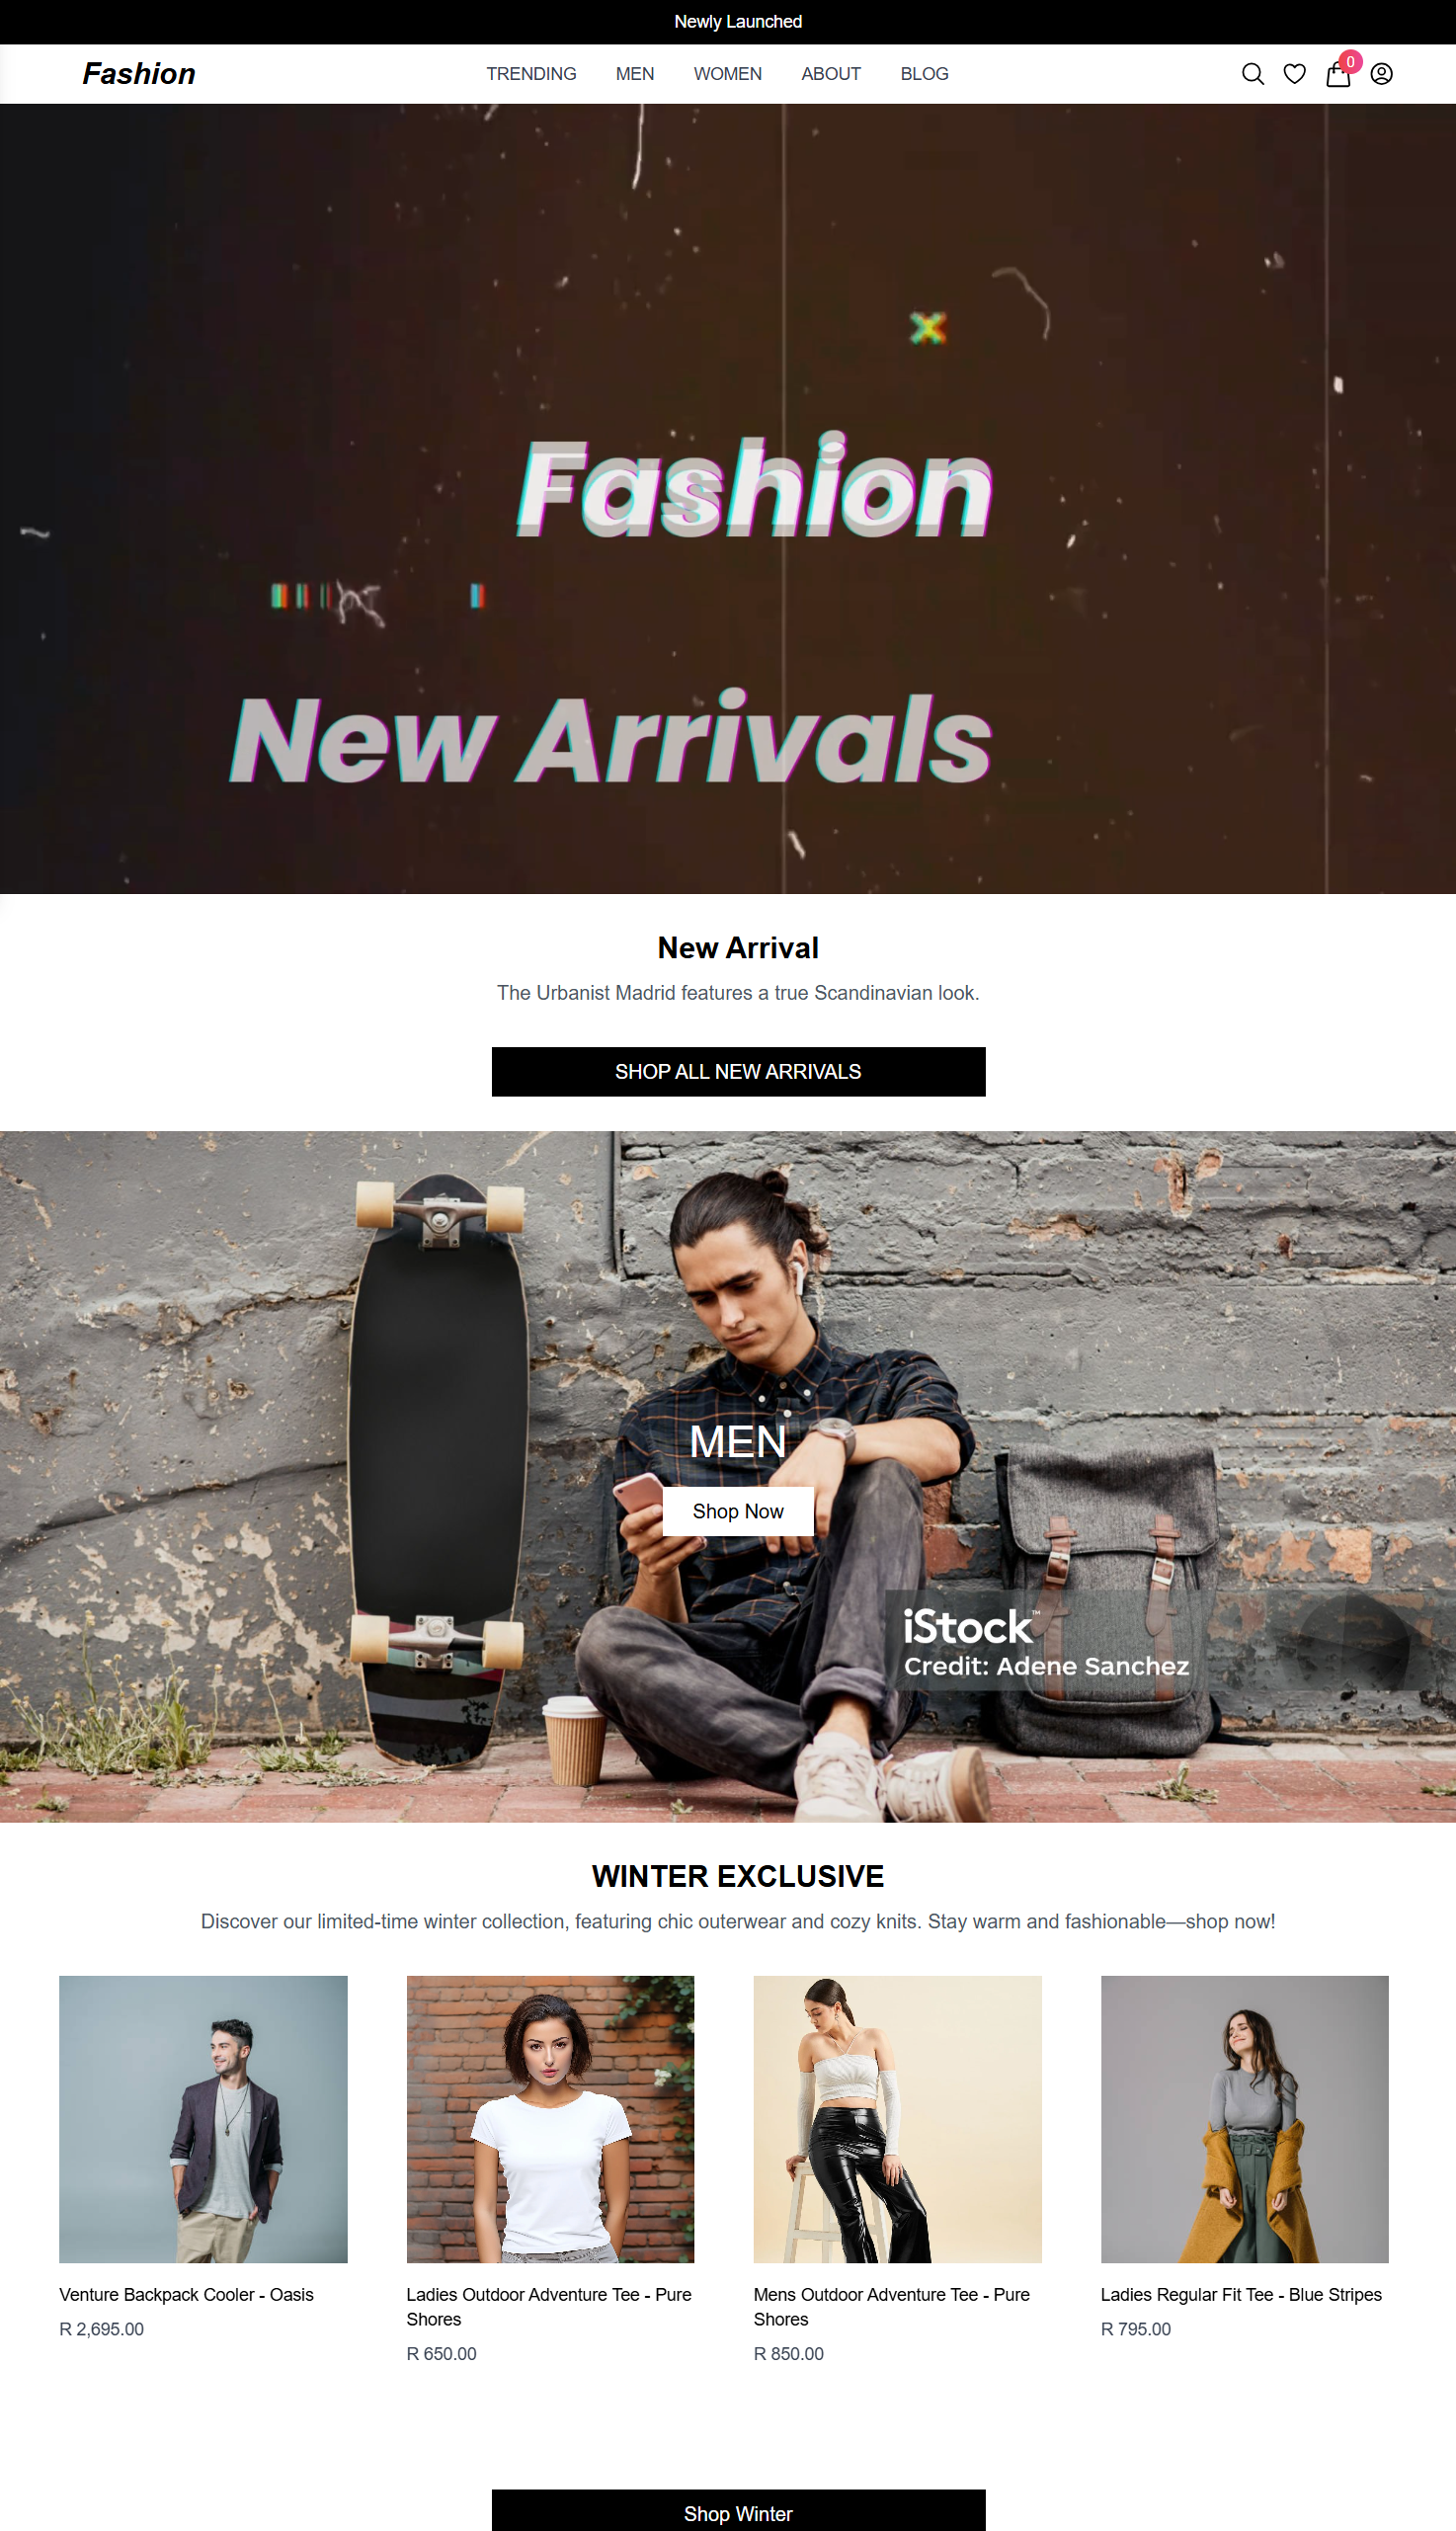 Newly Launched
Fashion
TRENDING MEN WOMEN ABOUT BLOG
0
Fashion
New Arrivals
New Arrival
The Urbanist Madrid features a true Scandinavian look.
SHOP ALL NEW ARRIVALS
MEN
Shop Now
iStock™
Credit: Adene Sanchez
WINTER EXCLUSIVE
Discover our limited-time winter collection, featuring chic outerwear and cozy knits. Stay warm and fashionable—shop now!
Venture Backpack Cooler - Oasis
R 2,695.00
Ladies Outdoor Adventure Tee - Pure
Shores
R 650.00
Mens Outdoor Adventure Tee - Pure
Shores
R 850.00
Ladies Regular Fit Tee - Blue Stripes
R 795.00
Shop Winter